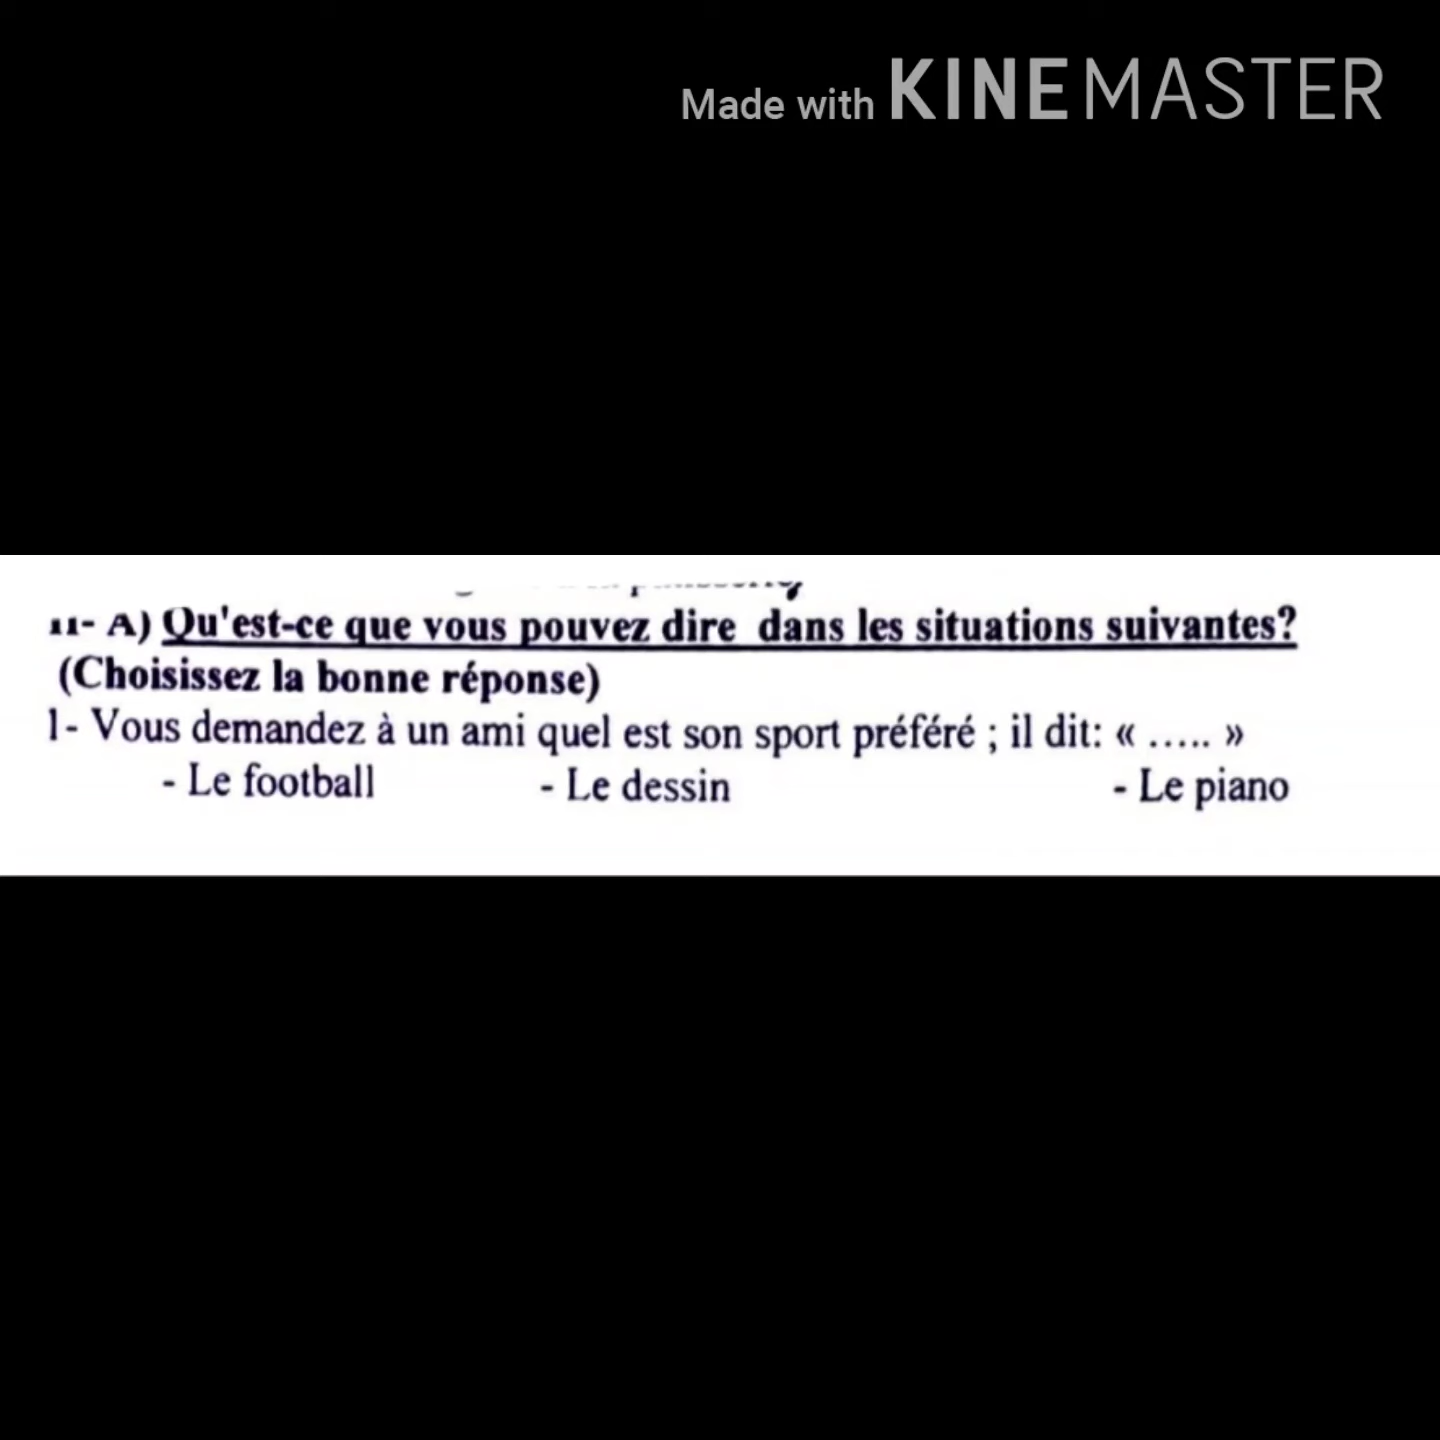 Made with KINEMASTER
11- A) Qu'est-ce que vous pouvez dire dans les situations suivantes?
(Choisissez la bonne réponse)
1- Vous demandez à un ami quel est son sport préféré ; il dit: « ..... »
- Le football - Le dessin - Le piano